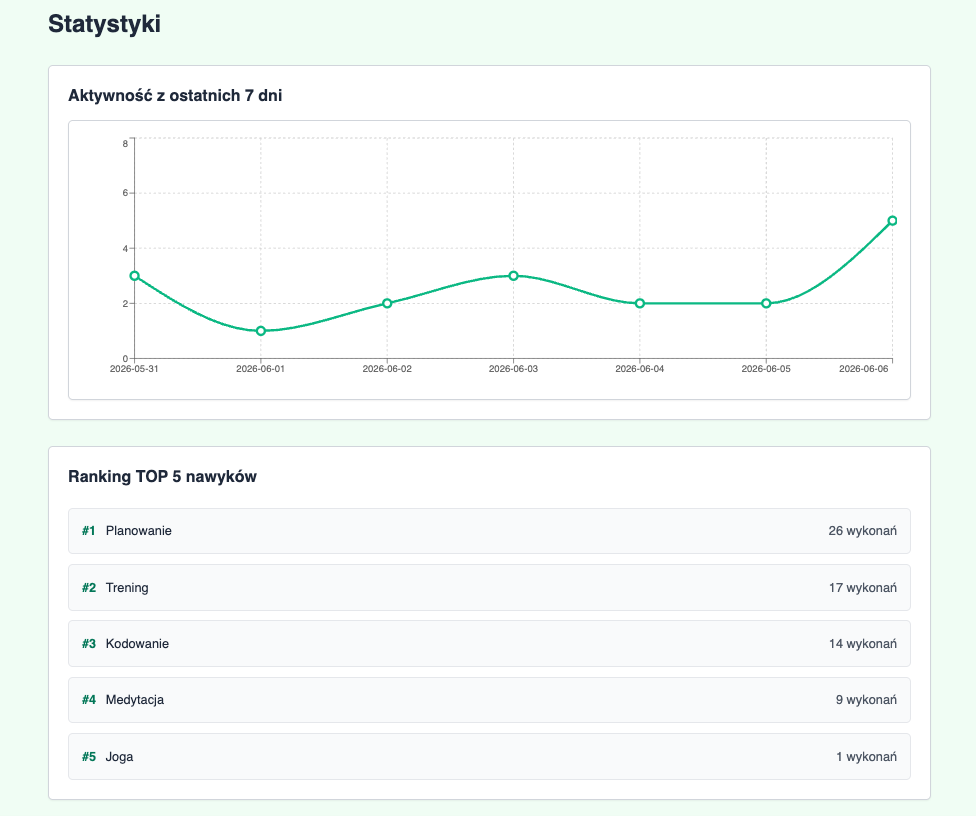 Statystyki
Aktywność z ostatnich 7 dni
8
6
4
2
0
2026-05-31 2026-06-01 2026-06-02 2026-06-03 2026-06-04 2026-06-05 2026-06-06
Ranking TOP 5 nawyków
#1 Planowanie 26 wykonań
#2 Trening 17 wykonań
#3 Kodowanie 14 wykonań
#4 Medytacja 9 wykonań
#5 Joga 1 wykonań